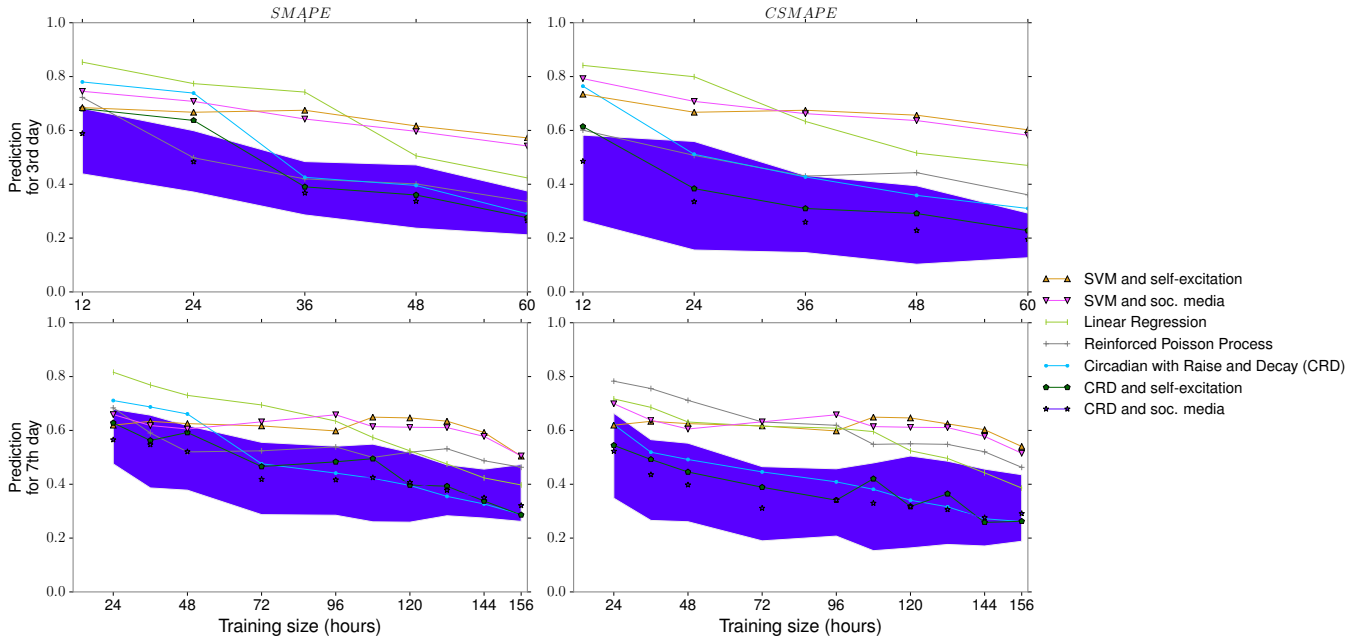 SMAPE
CSMAPE
1.0
0.8
0.6
0.4
0.2
0.0
Prediction
for 3rd day
12 24 36 48 60
1.0
0.8
0.6
0.4
0.2
0.0
12 24 36 48 60
1.0
0.8
0.6
0.4
0.2
0.0
Prediction
for 7th day
24 48 72 96 120 144 156
Training size (hours)
1.0
0.8
0.6
0.4
0.2
0.0
24 48 72 96 120 144 156
Training size (hours)
SVM and self-excitation
SVM and soc. media
Linear Regression
Reinforced Poisson Process
Circadian with Raise and Decay (CRD)
CRD and self-excitation
CRD and soc. media